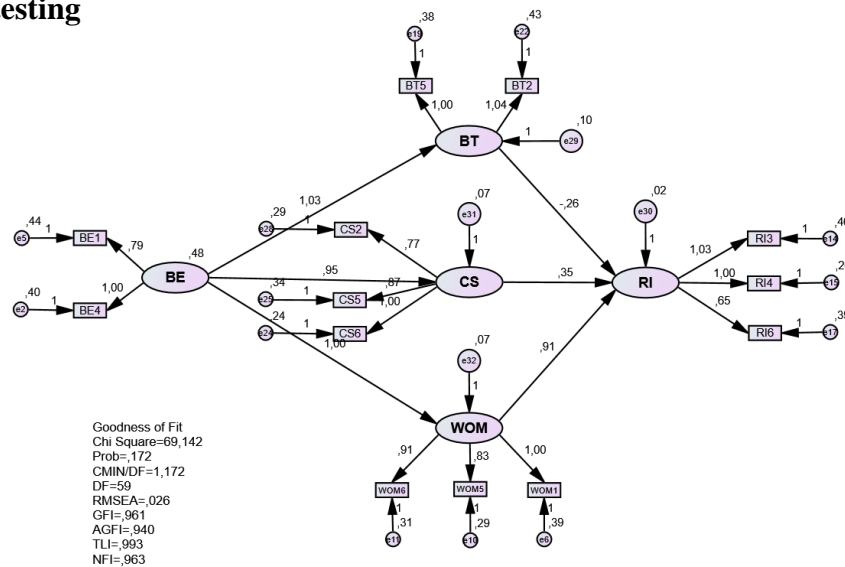 esting
,38
,43
e19
e22
1
1
BT5
BT2
1,00
1,04
,10
BT
1
e29
1,03
-,26
,07
,02
,29
e28
1
CS2
e31
e30
,44
,77
1
1
1,03
RI3
1
e14
e5
1
BE1
,79
,48
BE
,95
CS
,35
RI
1,00
RI4
1
e15
,34
,87
e25
1
CS5
1,00
,65
,40
e2
1
BE4
1,00
,24
e24
1
CS6
1,00
RI6
1
e17
,07
,91
e32
1
WOM
,91
,83
1,00
WOM6
WOM5
WOM1
1
1
1
,31
,29
,39
e11
e10
e6
Goodness of Fit
Chi Square=69,142
Prob=,172
CMIN/DF=1,172
DF=59
RMSEA=,026
GFI=,961
AGFI=,940
TLI=,993
NFI=,963